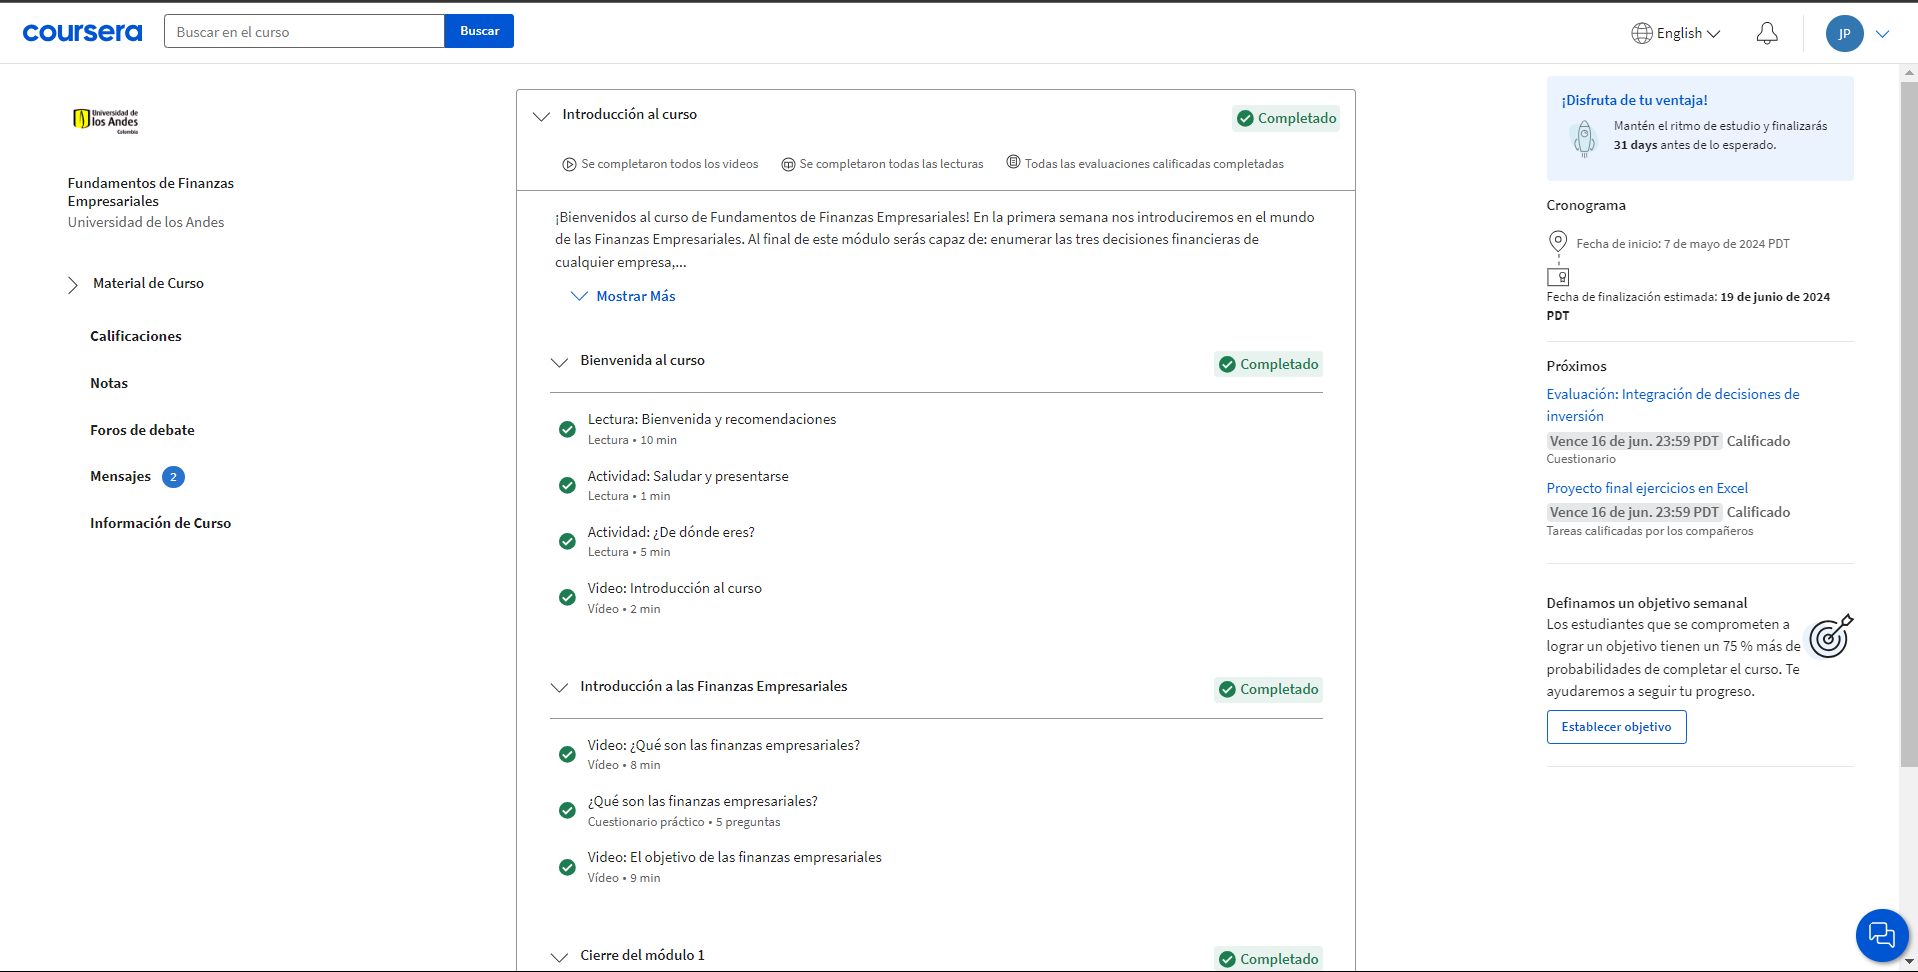 coursera
Buscar en el curso
Buscar
English
JP
Universidad de
los Andes
Colombia
Fundamentos de Finanzas
Empresariales
Universidad de los Andes
Material de Curso
Calificaciones
Notas
Foros de debate
Mensajes 2
Información de Curso
Introducción al curso
Completado
Se completaron todos los videos
Se completaron todas las lecturas
Todas las evaluaciones calificadas completadas
¡Bienvenidos al curso de Fundamentos de Finanzas Empresariales! En la primera semana nos introduciremos en el mundo
de las Finanzas Empresariales. Al final de este módulo serás capaz de: enumerar las tres decisiones financieras de
cualquier empresa,...
Mostrar Más
Bienvenida al curso
Completado
Lectura: Bienvenida y recomendaciones
Lectura • 10 min
Actividad: Saludar y presentarse
Lectura • 1 min
Actividad: ¿De dónde eres?
Lectura • 5 min
Video: Introducción al curso
Vídeo • 2 min
Introducción a las Finanzas Empresariales
Completado
Video: ¿Qué son las finanzas empresariales?
Vídeo • 8 min
¿Qué son las finanzas empresariales?
Cuestionario práctico • 5 preguntas
Video: El objetivo de las finanzas empresariales
Vídeo • 9 min
Cierre del módulo 1
Completado
¡Disfruta de tu ventaja!
Mantén el ritmo de estudio y finalizarás
31 days antes de lo esperado.
Cronograma
Fecha de inicio: 7 de mayo de 2024 PDT
Fecha de finalización estimada: 19 de junio de 2024
PDT
Próximos
Evaluación: Integración de decisiones de
inversión
Vence 16 de jun. 23:59 PDT Calificado
Cuestionario
Proyecto final ejercicios en Excel
Vence 16 de jun. 23:59 PDT Calificado
Tareas calificadas por los compañeros
Definamos un objetivo semanal
Los estudiantes que se comprometen a
lograr un objetivo tienen un 75 % más de
probabilidades de completar el curso. Te
ayudaremos a seguir tu progreso.
Establecer objetivo